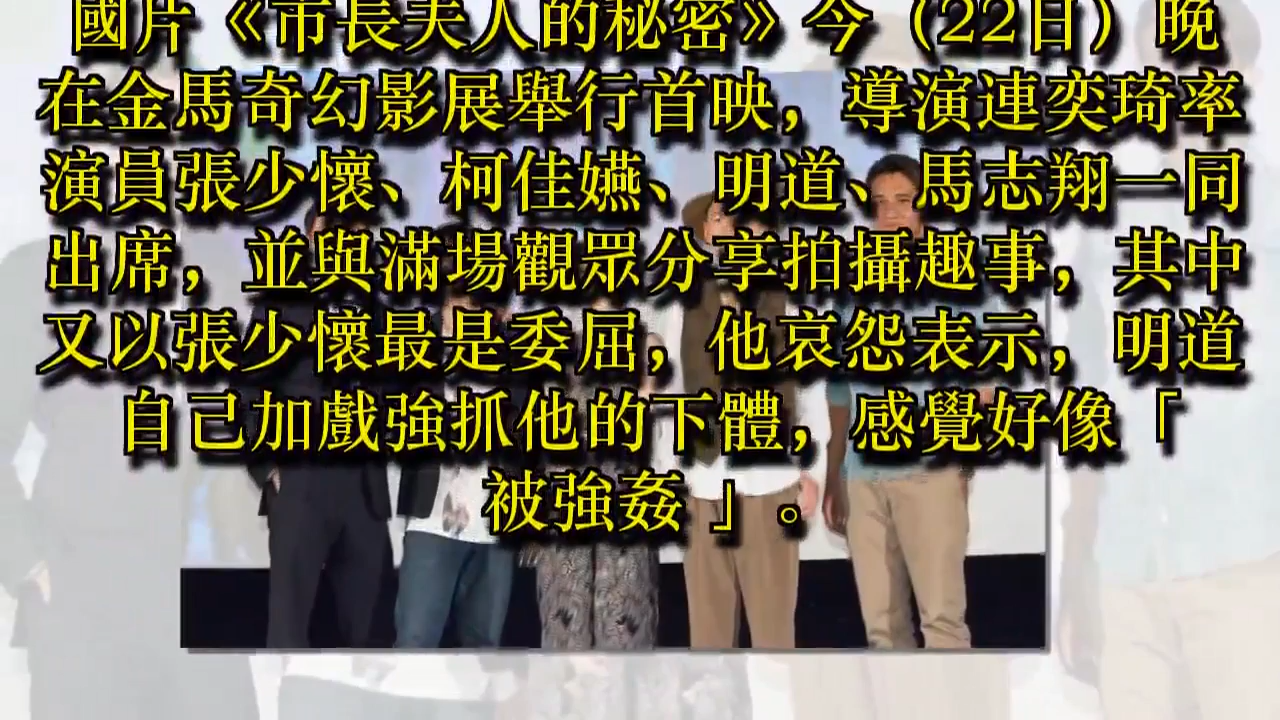 國片《市長夫人的秘密》今（22日）晚
在金馬奇幻影展舉行首映，導演連奕琦率
演員張少懷、柯佳嬿、明道、馬志翔一同
出席，並與滿場觀眾分享拍攝趣事，其中
又以張少懷最是委屈，他哀怨表示，明道
自己加戲強抓他的下體，感覺好像「
被強姦 」。